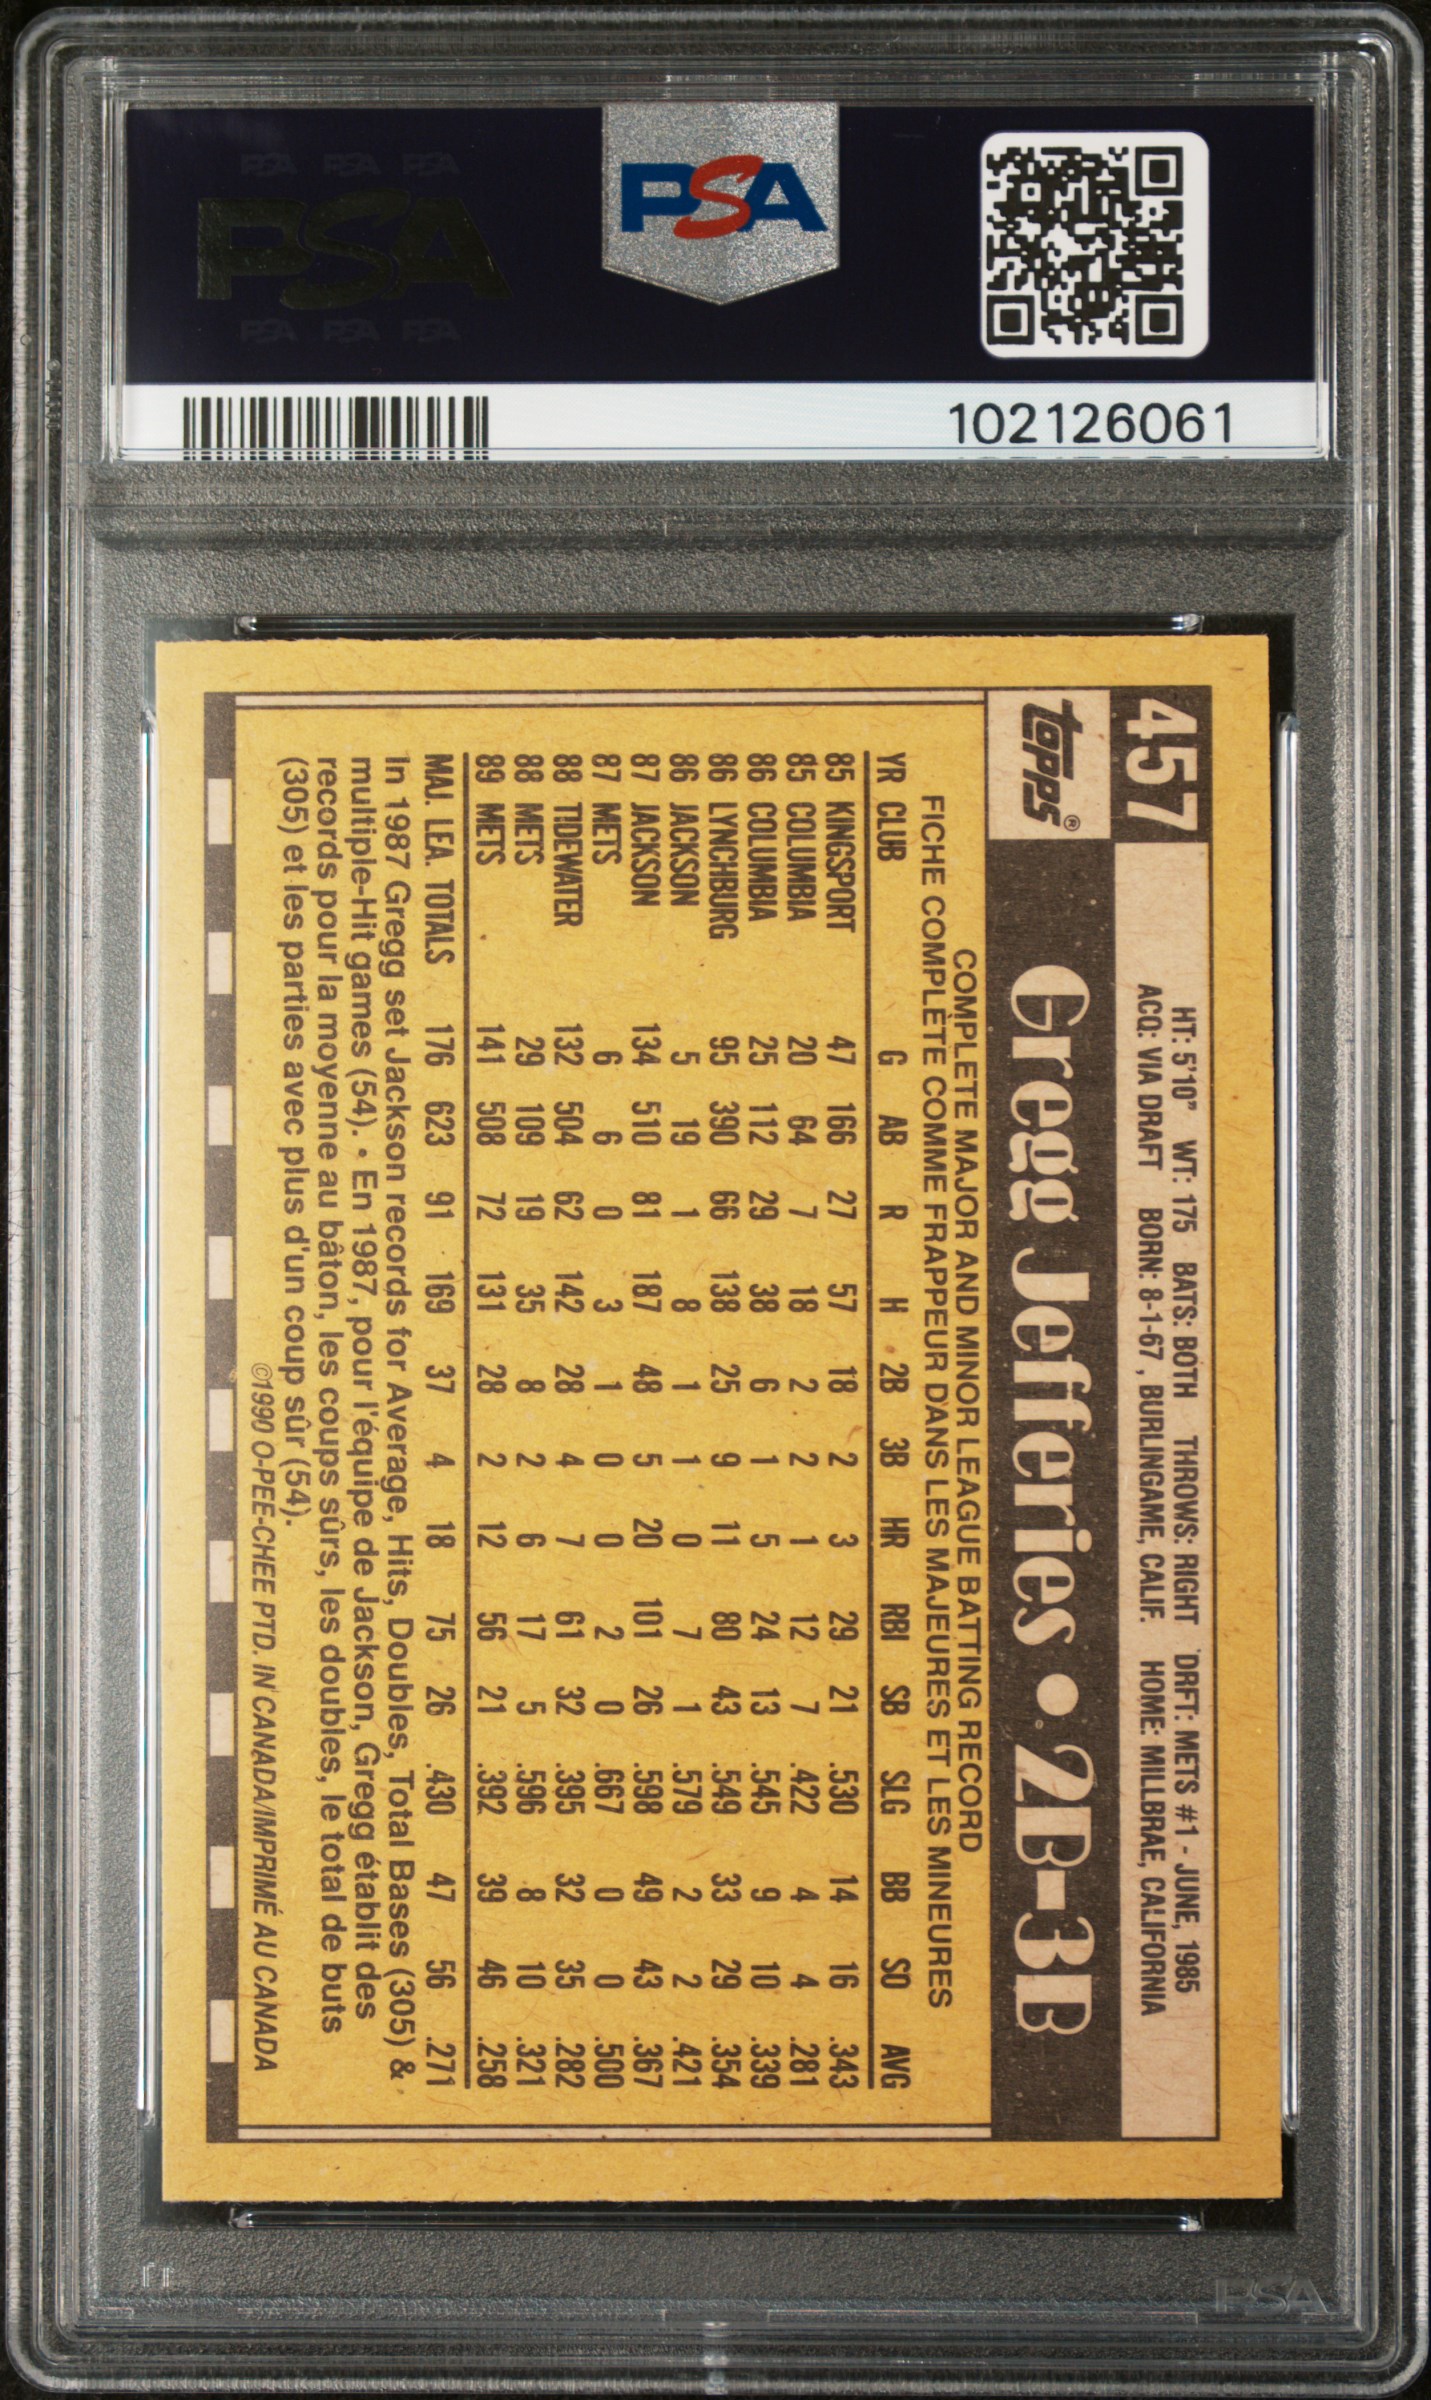 PSA
PSA PSA PSA
PSA
PSA PSA PSA
102126061
457
topps®
HT: 5'10" WT: 175 BATS: BOTH THROWS: RIGHT DRFT: METS #1 - JUNE, 1985
ACQ: VIA DRAFT BORN: 8-1-67, BURLINGAME, CALIF. HOME: MILLBRAE, CALIFORNIA
Gregg Jefferies • 2B-3B
COMPLETE MAJOR AND MINOR LEAGUE BATTING RECORD
FICHE COMPLÈTE COMME FRAPPEUR DANS LES MAJEURES ET LES MINEURES
YR CLUB G AB R H 2B 3B HR RBI SB SLG BB SO AVG
85 KINGSPORT 47 166 27 57 18 2 3 29 21 .530 14 16 .343
85 COLUMBIA 20 64 7 18 2 2 1 12 7 .422 4 4 .281
86 COLUMBIA 25 112 29 38 6 1 5 24 13 .545 9 10 .339
86 LYNCHBURG 95 390 66 138 25 9 11 80 43 .549 33 29 .354
86 JACKSON 5 19 1 8 1 1 0 7 1 .579 2 2 .421
87 JACKSON 134 510 81 187 48 5 20 101 26 .598 49 43 .367
87 METS 6 6 0 3 1 0 0 2 0 .667 0 0 .500
88 TIDEWATER 132 504 62 142 28 4 7 61 32 .395 32 35 .282
88 METS 29 109 19 35 8 2 6 17 5 .596 8 10 .321
89 METS 141 508 72 131 28 2 12 56 21 .392 39 46 .258
MAJ. LEA. TOTALS 176 623 91 169 37 4 18 75 26 .430 47 56 .271
In 1987 Gregg set Jackson records for Average, Hits, Doubles, Total Bases (305) &
multiple-Hit games (54). • En 1987, pour l'équipe de Jackson, Gregg établit des
records pour la moyenne au bâton, les coups sûrs, les doubles, le total de buts
(305) et les parties avec plus d'un coup sûr (54).
©1990 O-PEE-CHEE PTD. IN CANADA/IMPRIMÉ AU CANADA
PSA